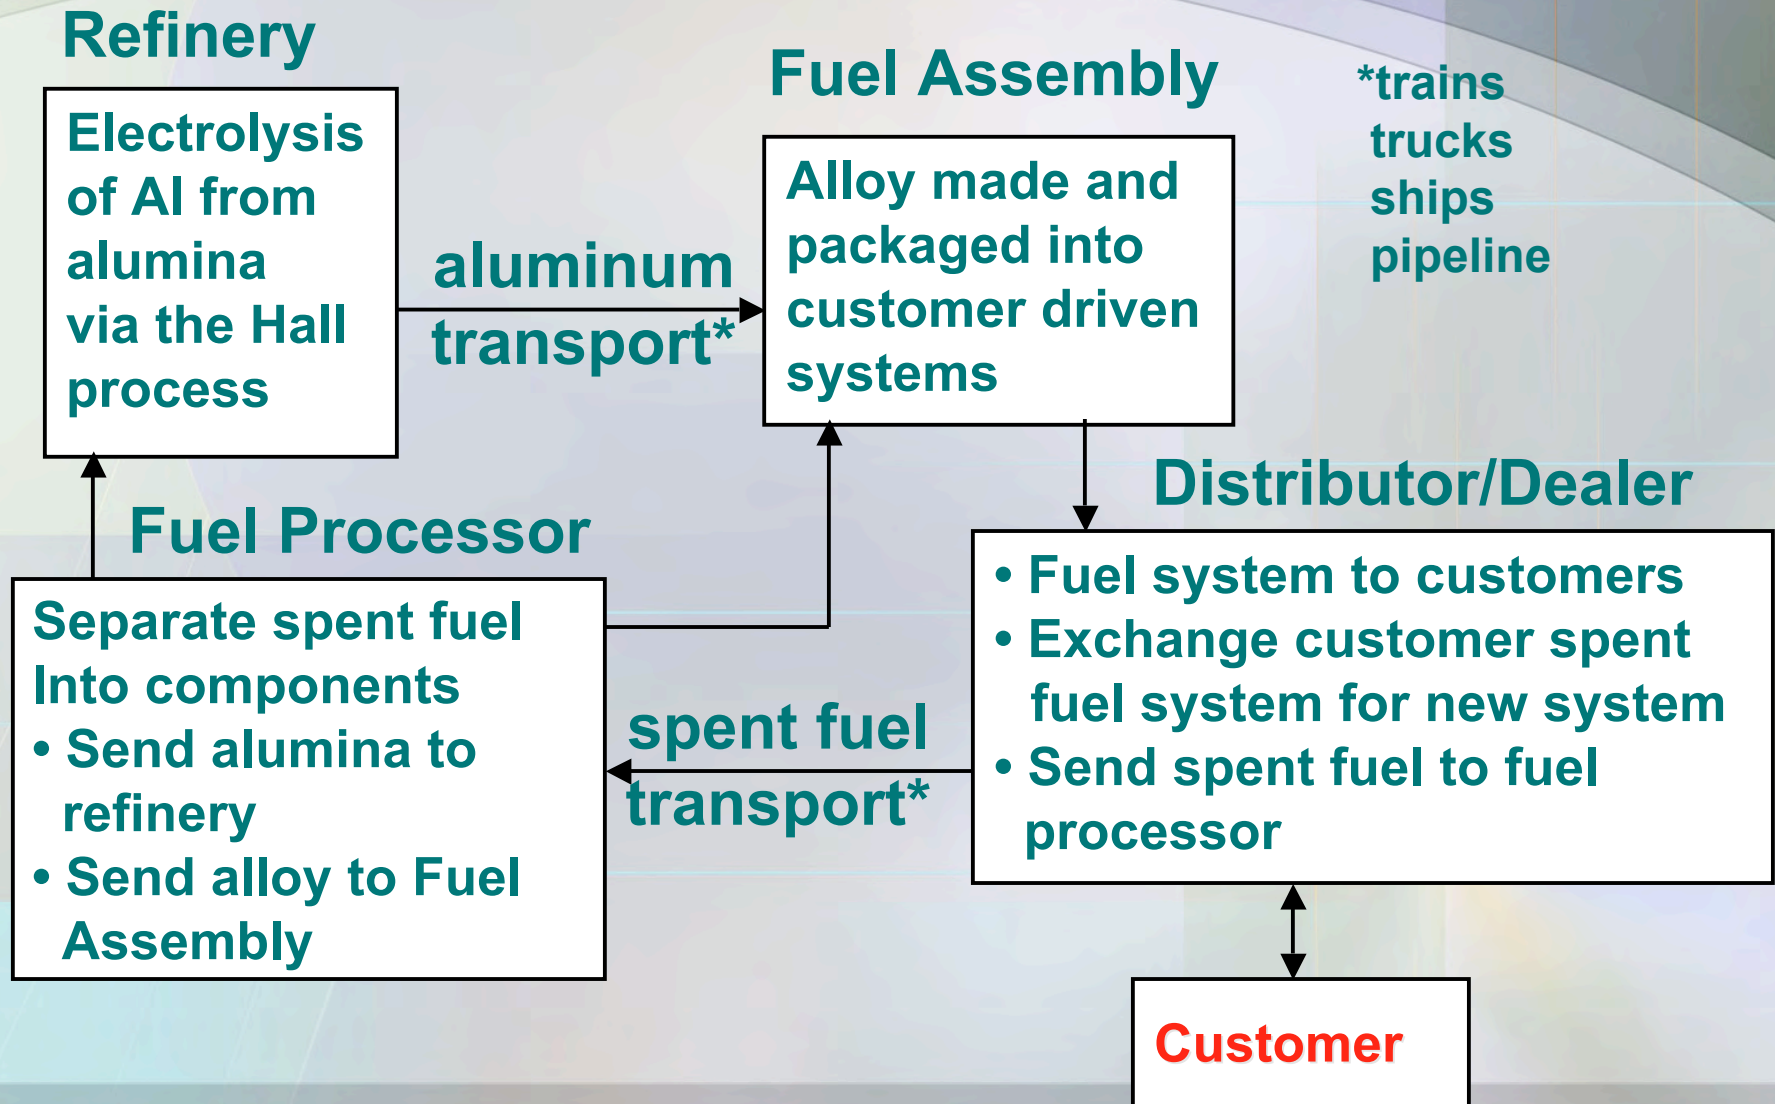 Refinery
Electrolysis
of Al from
alumina
via the Hall
process
aluminum
transport*
Fuel Assembly
Alloy made and
packaged into
customer driven
systems
*trains
trucks
ships
pipeline
Fuel Processor
Separate spent fuel
Into components
• Send alumina to
refinery
• Send alloy to Fuel
Assembly
spent fuel
transport*
Distributor/Dealer
• Fuel system to customers
• Exchange customer spent
fuel system for new system
• Send spent fuel to fuel
processor
Customer